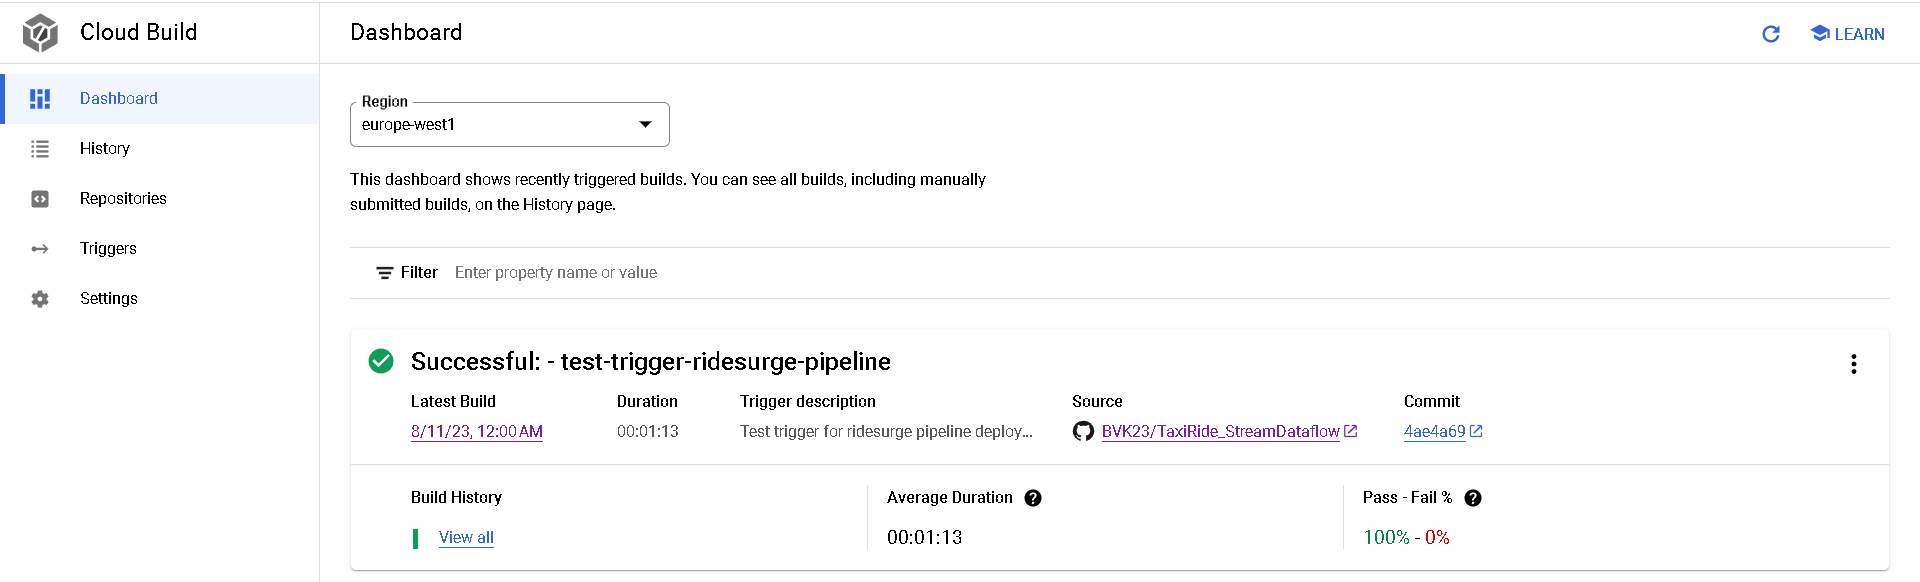 Cloud Build
Dashboard
LEARN
Dashboard
History
Repositories
Triggers
Settings
Region
europe-west1
This dashboard shows recently triggered builds. You can see all builds, including manually
submitted builds, on the History page.
Filter Enter property name or value
Successful: - test-trigger-ridesurge-pipeline
Latest Build Duration Trigger description Source Commit
8/11/23, 12:00 AM 00:01:13 Test trigger for ridesurge pipeline deploy... BVK23/TaxiRide_StreamDataflow 4ae4a69
Build History Average Duration Pass - Fail %
View all 00:01:13 100% - 0%